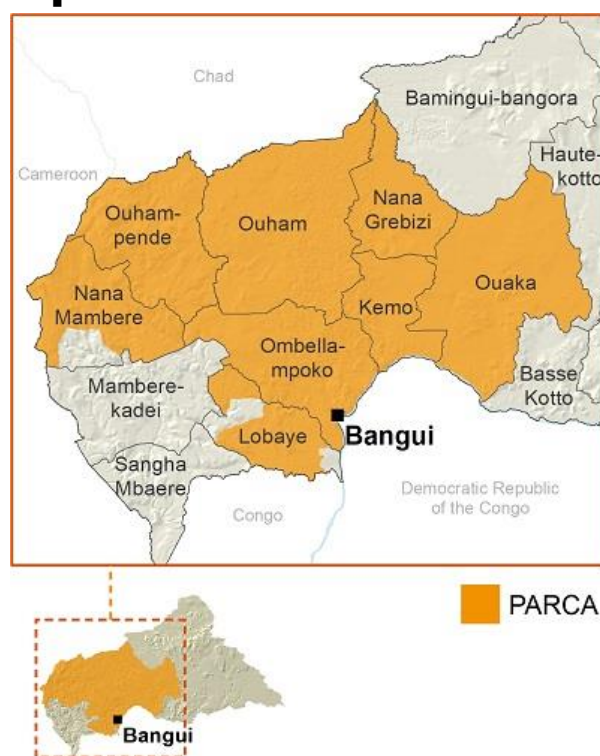 Chad
Bamingui-bangora
Haute-
kotto
Cameroon
Ouham-
pende
Ouham
Nana
Grebizi
Nana
Mambere
Kemo
Ouaka
Ombella-
mpoko
Mambere-
kadei
Basse
Kotto
Lobaye
Bangui
Sangha
Mbaere
Congo
Democratic Republic
of the Congo
PARCA
Bangui